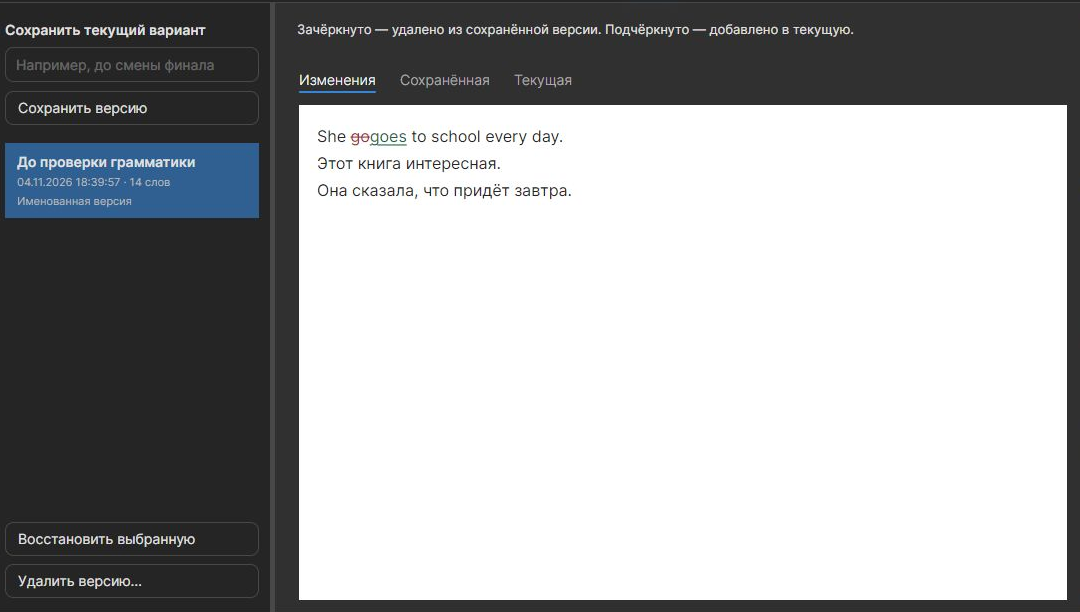 Сохранить текущий вариант
Например, до смены финала
Сохранить версию
До проверки грамматики
04.11.2026 18:39:57 · 14 слов
Именованная версия
Восстановить выбранную
Удалить версию...
Зачёркнуто — удалено из сохранённой версии. Подчёркнуто — добавлено в текущую.
Изменения Сохранённая Текущая
She gogoes to school every day.
Этот книга интересная.
Она сказала, что придёт завтра.